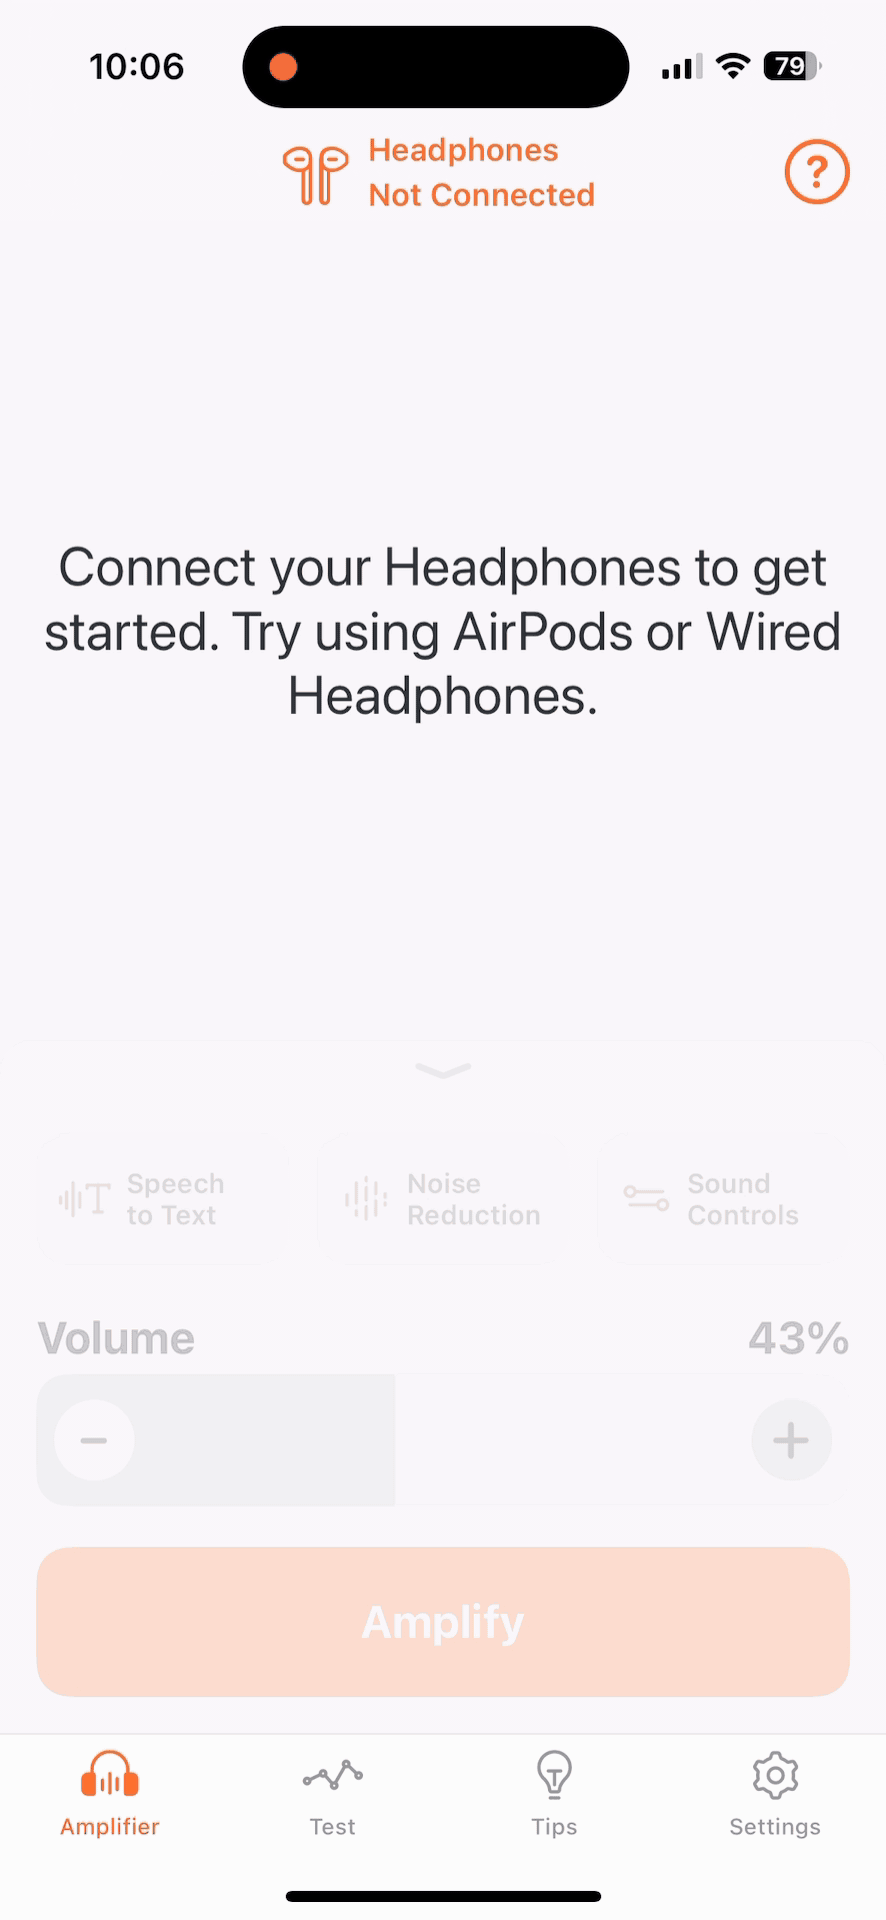 10:06
79
Headphones
Not Connected
?
Connect your Headphones to get
started. Try using AirPods or Wired
Headphones.
Speech
to Text
Noise
Reduction
Sound
Controls
Volume
43%
Amplify
Amplifier
Test
Tips
Settings